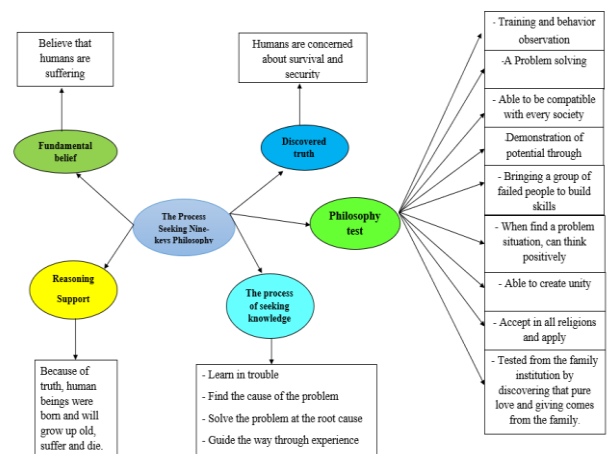 Believe that
humans are
suffering
Fundamental
belief
Humans are concerned
about survival and
security
Discovered
truth
The Process
Seeking Nine-
keys Philosophy
Philosophy
test
Reasoning
Support
The process
of seeking
knowledge
Because of
truth, human
beings were
born and will
grow up old,
suffer and die.
- Learn in trouble
- Find the cause of the problem
- Solve the problem at the root cause
- Guide the way through experience
- Training and behavior
observation
-A Problem solving
- Able to be compatible
with every society
Demonstration of
potential through
- Bringing a group of
failed people to build
skills
- When find a problem
situation, can think
positively
- Able to create unity
- Accept in all religions
and apply
- Tested from the family
institution by
discovering that pure
love and giving comes
from the family.